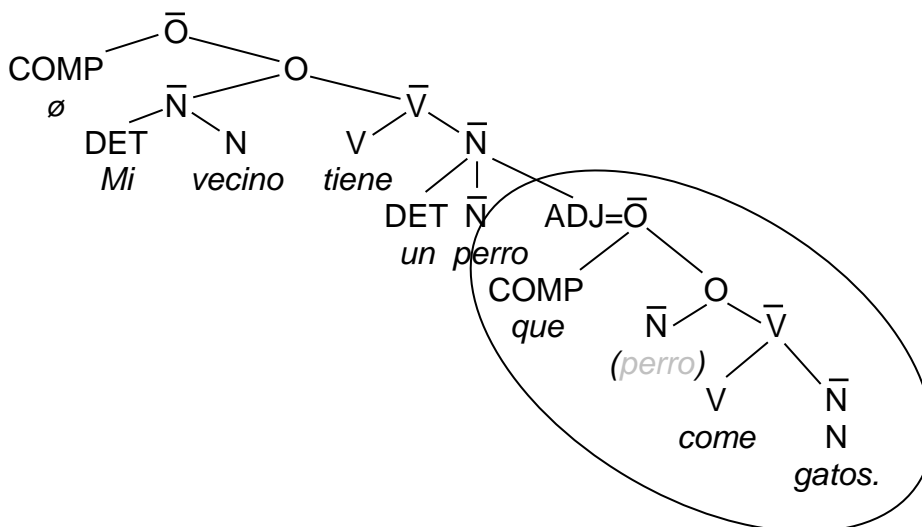 Ō
COMP O
ø N̄ V̄
DET N V N̄
Mi vecino tiene
DET N̄ ADJ=Ō
un perro
COMP O
que N̄ V̄
(perro)
V N̄
come N
gatos.